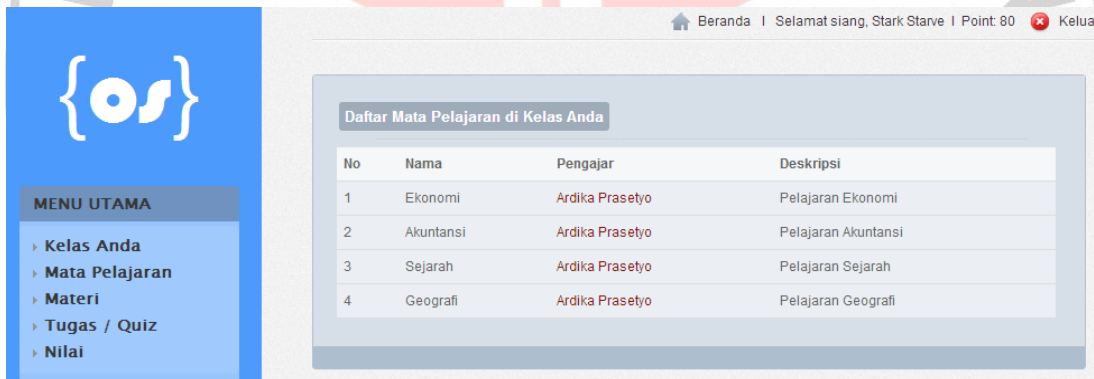 Beranda I Selamat siang, Stark Starve I Point: 80 Kelua
{os}
Daftar Mata Pelajaran di Kelas Anda
No Nama Pengajar Deskripsi
1 Ekonomi Ardika Prasetyo Pelajaran Ekonomi
2 Akuntansi Ardika Prasetyo Pelajaran Akuntansi
3 Sejarah Ardika Prasetyo Pelajaran Sejarah
4 Geografi Ardika Prasetyo Pelajaran Geografi
MENU UTAMA
Kelas Anda
Mata Pelajaran
Materi
Tugas / Quiz
Nilai